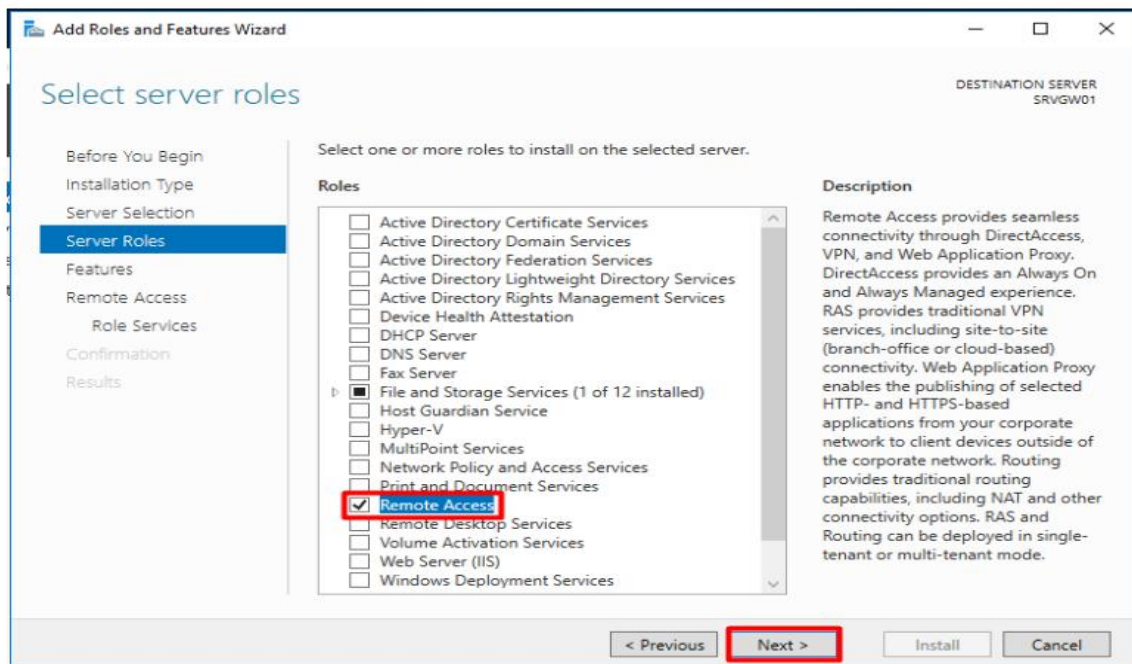 Add Roles and Features Wizard
Select server roles
DESTINATION SERVER
SRVGW01
Before You Begin
Installation Type
Server Selection
Server Roles
Features
Remote Access
Role Services
Confirmation
Results
Select one or more roles to install on the selected server.
Roles
Active Directory Certificate Services
Active Directory Domain Services
Active Directory Federation Services
Active Directory Lightweight Directory Services
Active Directory Rights Management Services
Device Health Attestation
DHCP Server
DNS Server
Fax Server
File and Storage Services (1 of 12 installed)
Host Guardian Service
Hyper-V
MultiPoint Services
Network Policy and Access Services
Print and Document Services
Remote Access
Remote Desktop Services
Volume Activation Services
Web Server (IIS)
Windows Deployment Services
Description
Remote Access provides seamless
connectivity through DirectAccess,
VPN, and Web Application Proxy.
DirectAccess provides an Always On
and Always Managed experience.
RAS provides traditional VPN
services, including site-to-site
(branch-office or cloud-based)
connectivity. Web Application Proxy
enables the publishing of selected
HTTP- and HTTPS-based
applications from your corporate
network to client devices outside of
the corporate network. Routing
provides traditional routing
capabilities, including NAT and other
connectivity options. RAS and
Routing can be deployed in single-
tenant or multi-tenant mode.
< Previous
Next >
Install
Cancel